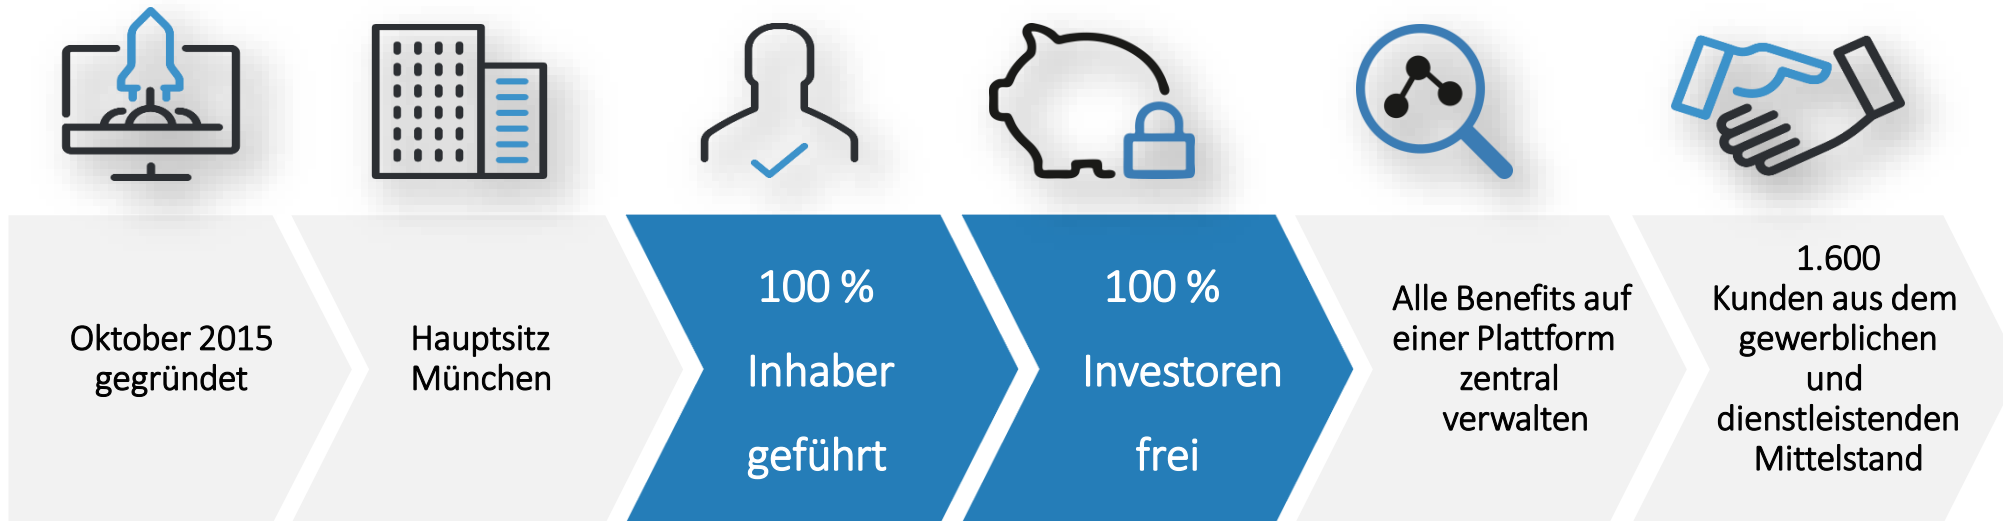 Oktober 2015
gegründet
Hauptsitz
München
100 %
Inhaber
geführt
100 %
Investoren
frei
Alle Benefits auf
einer Plattform
zentral
verwalten
1.600
Kunden aus dem
gewerblichen
und
dienstleistenden
Mittelstand